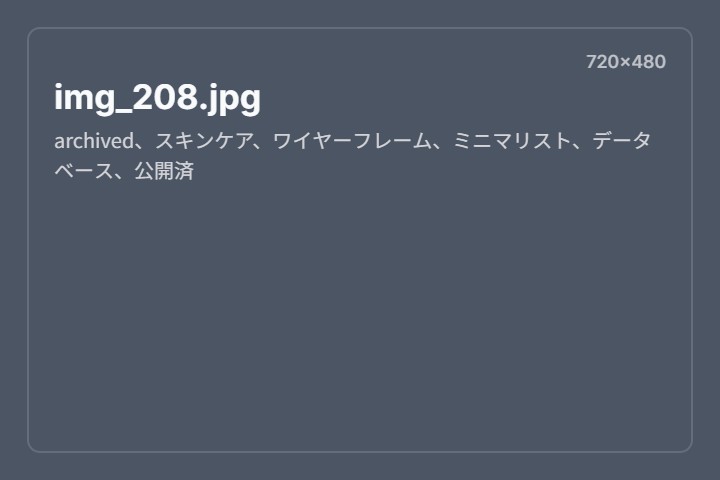 720×480
img_208.jpg
archived、スキンケア、ワイヤーフレーム、ミニマリスト、データ
ベース、公開済